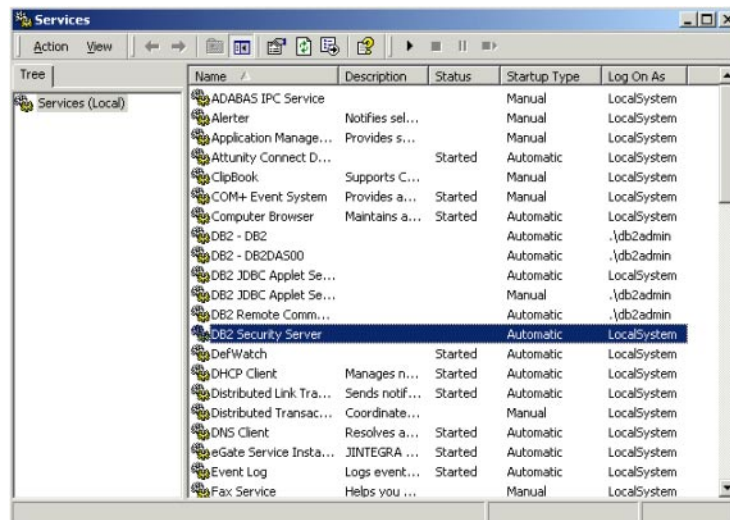 Services
Action View
Tree
Services (Local)
Name Description Status Startup Type Log On As
ADABAS IPC Service Manual LocalSystem
Alerter Notifies sel... Manual LocalSystem
Application Manage... Provides s... Manual LocalSystem
Attunity Connect D... Started Automatic LocalSystem
ClipBook Supports C... Manual LocalSystem
COM+ Event System Provides a... Started Manual LocalSystem
Computer Browser Maintains a... Started Automatic LocalSystem
DB2 - DB2 Automatic .\db2admin
DB2 - DB2DAS00 Automatic .\db2admin
DB2 JDBC Applet Se... Automatic LocalSystem
DB2 JDBC Applet Se... Manual .\db2admin
DB2 Remote Comm... Automatic .\db2admin
DB2 Security Server Automatic LocalSystem
DefWatch Started Automatic LocalSystem
DHCP Client Manages n... Started Automatic LocalSystem
Distributed Link Tra... Sends notif... Started Automatic LocalSystem
Distributed Transac... Coordinate... Manual LocalSystem
DNS Client Resolves a... Started Automatic LocalSystem
eGate Service Insta... JINTEGRA ... Started Automatic LocalSystem
Event Log Logs event... Started Automatic LocalSystem
Fax Service Helps you ... Manual LocalSystem